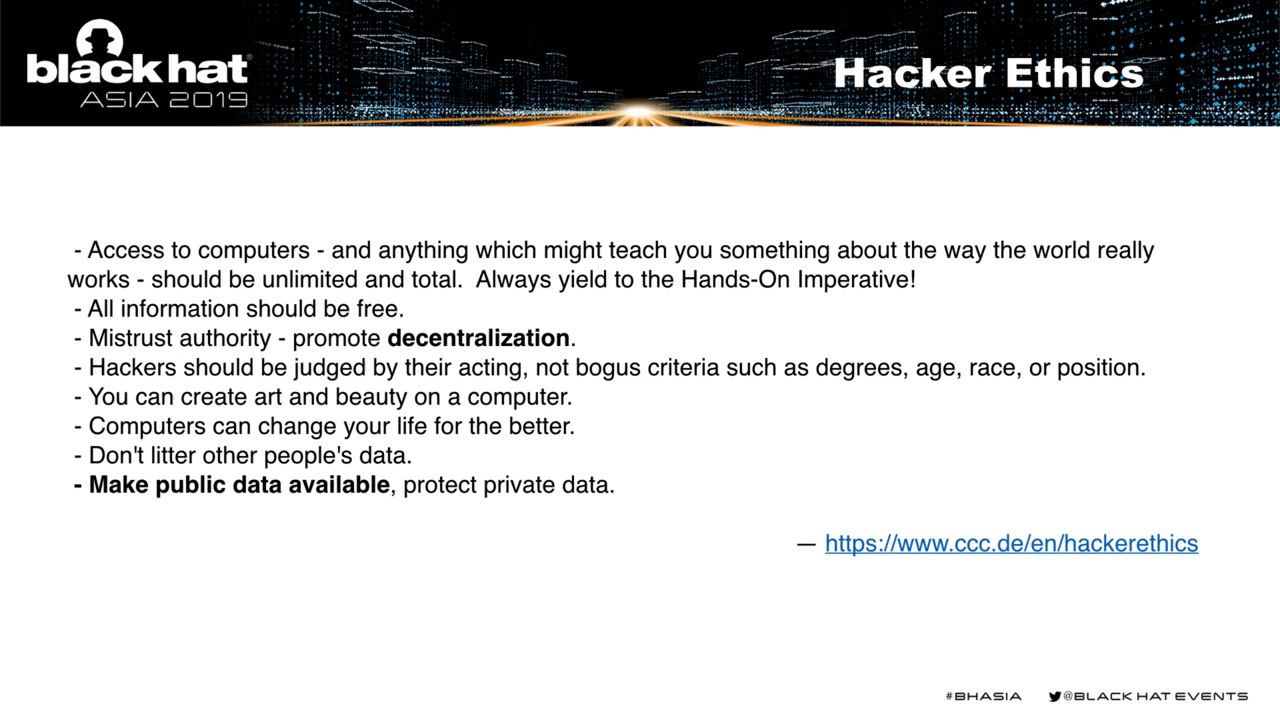 black hat
ASIA 2019
Hacker Ethics
- Access to computers - and anything which might teach you something about the way the world really
works - should be unlimited and total.  Always yield to the Hands-On Imperative!
- All information should be free.
- Mistrust authority - promote decentralization.
- Hackers should be judged by their acting, not bogus criteria such as degrees, age, race, or position.
- You can create art and beauty on a computer.
- Computers can change your life for the better.
- Don't litter other people's data.
- Make public data available, protect private data.
— https://www.ccc.de/en/hackerethics
#BHASIA @BLACK HAT EVENTS